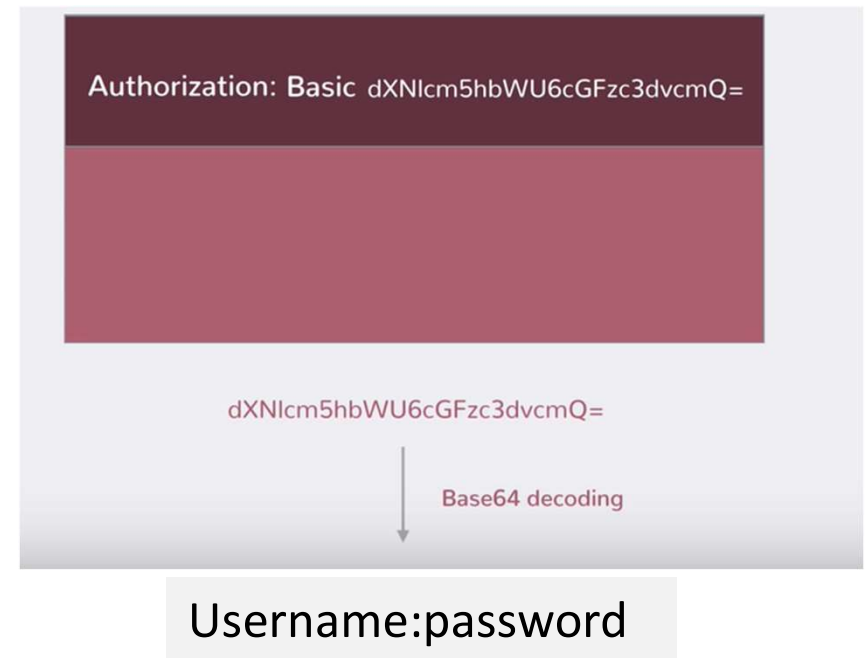 Authorization: Basic dXNlcm5hbWU6cGFzc3dvcmQ=
dXNlcm5hbWU6cGFzc3dvcmQ=
Base64 decoding
Username:password